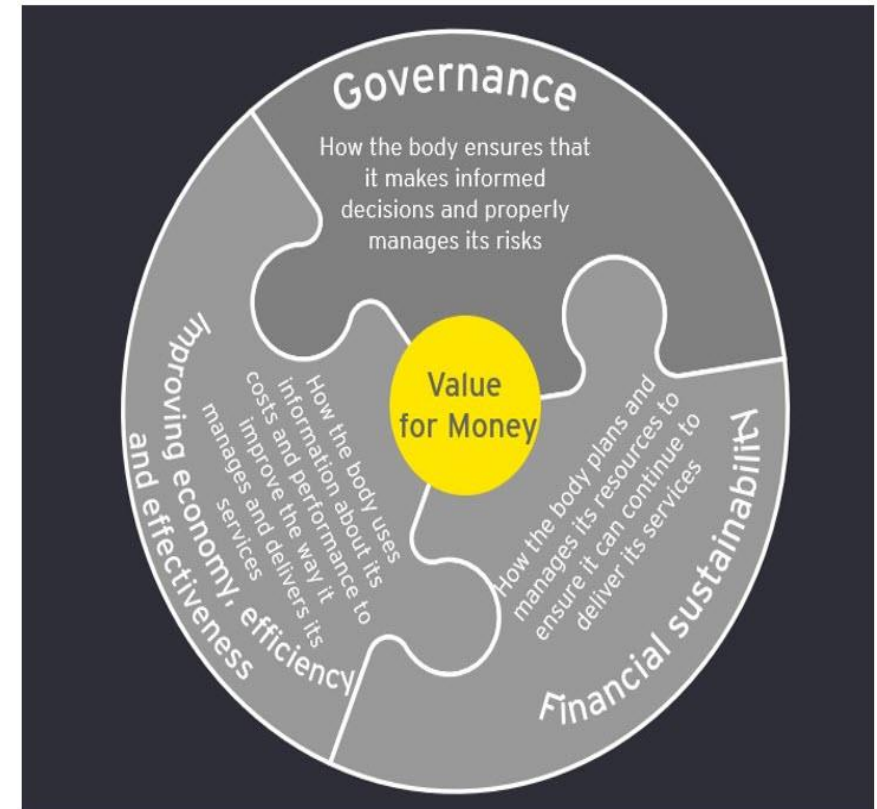 Governance
How the body ensures that
it makes informed
decisions and properly
manages its risks
Value
for Money
Improving economy, efficiency
and effectiveness
How the body uses
information about its
costs and performance to
improve the way it
manages and delivers its
services
How the body plans and
manages its resources to
ensure it can continue to
deliver its services
Financial sustainability